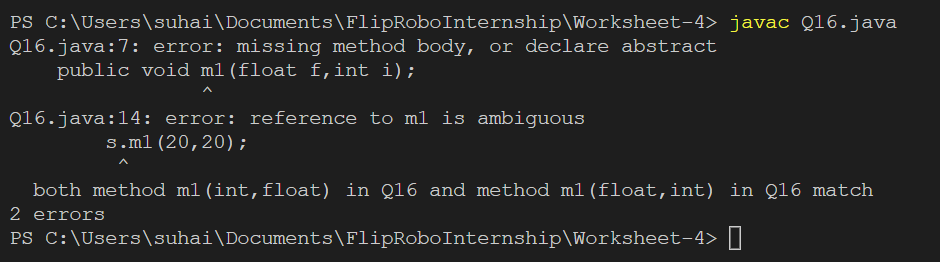 PS C:\Users\suhai\Documents\FlipRoboInternship\Worksheet-4> javac Q16.java
Q16.java:7: error: missing method body, or declare abstract
    public void m1(float f,int i);
                ^
Q16.java:14: error: reference to m1 is ambiguous
        s.m1(20,20);
         ^
  both method m1(int,float) in Q16 and method m1(float,int) in Q16 match
2 errors
PS C:\Users\suhai\Documents\FlipRoboInternship\Worksheet-4>